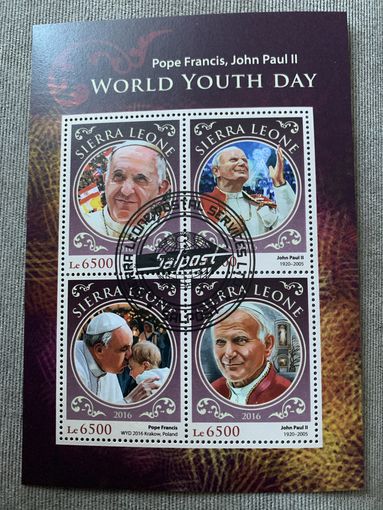 Pope Francis, John Paul II
WORLD YOUTH DAY
SIERRA LEONE
SIERRA LEONE
Le 6500
John Paul II
1920-2005
SIERRA LEONE
SIERRA LEONE
2016
Pope Francis
WYD 2016 Krakow, Poland
Le 6500
2016
Le 6500
John Paul II
1920-2005